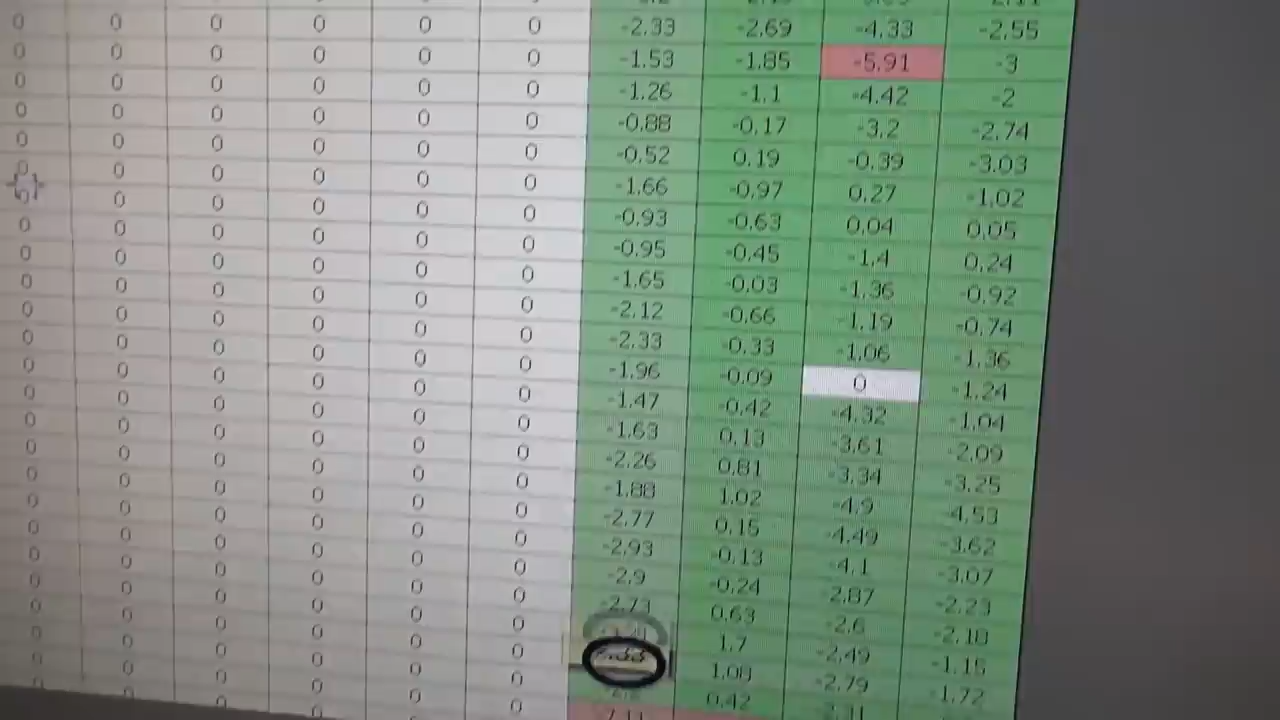 0 0 0 0 0 0 -2.33 -2.69 -4.33 -2.55
0 0 0 0 0 0 -1.53 -1.85 -5.91 -3
0 0 0 0 0 0 -1.26 -1.1 -4.42 -2
0 0 0 0 0 0 -0.88 -0.17 -3.2 -2.74
0 0 0 0 0 0 -0.52 0.19 -0.39 -3.03
0 0 0 0 0 0 -1.66 -0.97 0.27 -1.02
0 0 0 0 0 0 -0.93 -0.63 0.04 0.05
0 0 0 0 0 0 -0.95 -0.45 -1.4 0.24
0 0 0 0 0 0 -1.65 -0.03 -1.36 -0.92
0 0 0 0 0 0 -2.12 -0.66 -1.19 -0.74
0 0 0 0 0 0 -2.33 -0.33 -1.06 -1.36
0 0 0 0 0 0 -1.96 -0.09 0 -1.24
0 0 0 0 0 0 -1.47 -0.42 -4.32 -1.04
0 0 0 0 0 0 -1.63 0.13 -3.61 -2.09
0 0 0 0 0 0 -2.26 0.81 -3.34 -3.25
0 0 0 0 0 0 -1.88 1.02 -4.9 -4.53
0 0 0 0 0 0 -2.77 0.15 -4.49 -3.62
0 0 0 0 0 0 -2.93 -0.13 -4.1 -3.07
0 0 0 0 0 0 -2.9 -0.24 -2.87 -2.23
0 0 0 0 0 0 -2.73 0.63 -2.6 -2.18
0 0 0 0 0 0 1.7 -2.49 -1.15
0 0 0 0 0 0 1.08 -2.79 -1.72
0 0 0 0 0 0 0.42